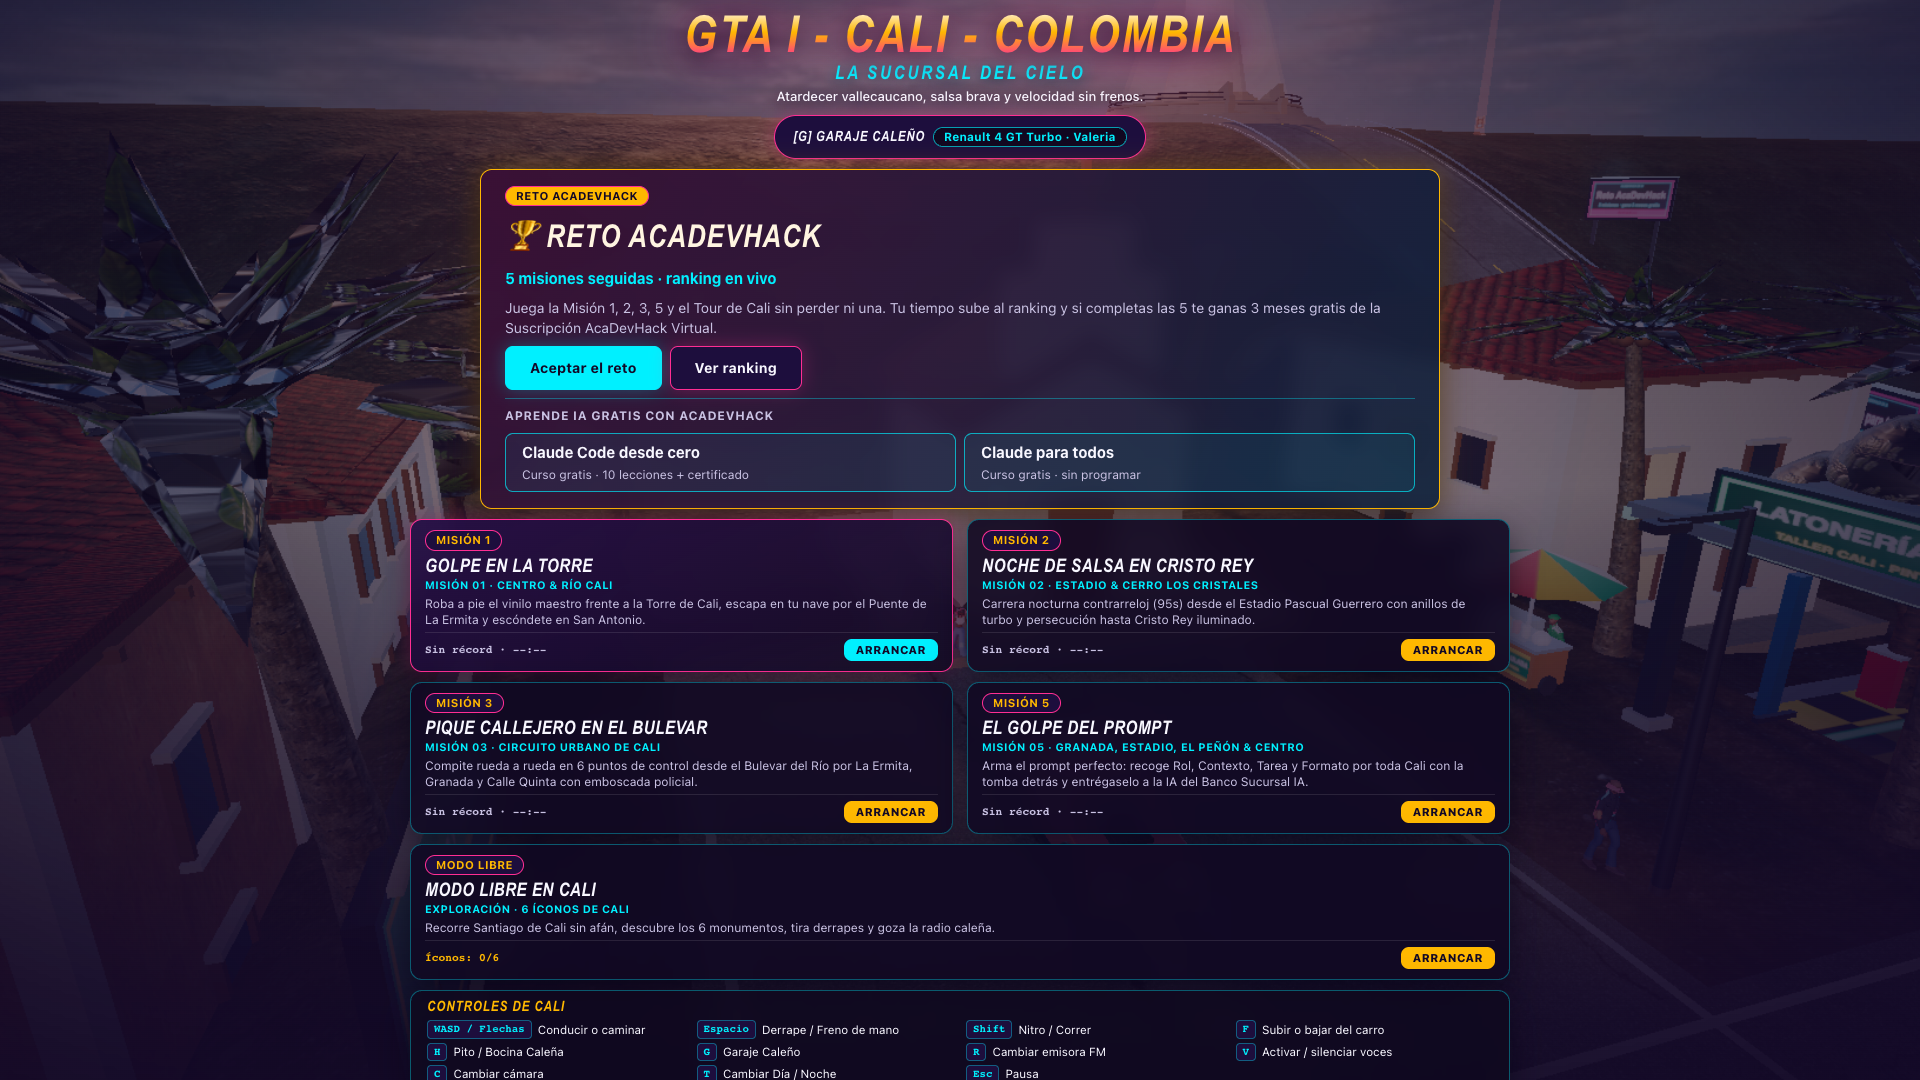 GTA I - CALI - COLOMBIA
LA SUCURSAL DEL CIELO
Atardecer vallecaucano, salsa brava y velocidad sin frenos.
[G] GARAJE CALEÑO Renault 4 GT Turbo · Valeria
RETO ACADEVHACK
🏆 RETO ACADEVHACK
5 misiones seguidas · ranking en vivo
Juega la Misión 1, 2, 3, 5 y el Tour de Cali sin perder ni una. Tu tiempo sube al ranking y si completas las 5 te ganas 3 meses gratis de la
Suscripción AcaDevHack Virtual.
Aceptar el reto Ver ranking
APRENDE IA GRATIS CON ACADEVHACK
Claude Code desde cero
Curso gratis · 10 lecciones + certificado
Claude para todos
Curso gratis · sin programar
Reto AcaDevHack
LATONERÍA
TALLER CALI
MISIÓN 1
GOLPE EN LA TORRE
MISIÓN 01 · CENTRO & RÍO CALI
Roba a pie el vinilo maestro frente a la Torre de Cali, escapa en tu nave por el Puente de
La Ermita y escóndete en San Antonio.
Sin récord · --:-- ARRANCAR
MISIÓN 2
NOCHE DE SALSA EN CRISTO REY
MISIÓN 02 · ESTADIO & CERRO LOS CRISTALES
Carrera nocturna contrarreloj (95s) desde el Estadio Pascual Guerrero con anillos de
turbo y persecución hasta Cristo Rey iluminado.
Sin récord · --:-- ARRANCAR
MISIÓN 3
PIQUE CALLEJERO EN EL BULEVAR
MISIÓN 03 · CIRCUITO URBANO DE CALI
Compite rueda a rueda en 6 puntos de control desde el Bulevar del Río por La Ermita,
Granada y Calle Quinta con emboscada policial.
Sin récord · --:-- ARRANCAR
MISIÓN 5
EL GOLPE DEL PROMPT
MISIÓN 05 · GRANADA, ESTADIO, EL PEÑÓN & CENTRO
Arma el prompt perfecto: recoge Rol, Contexto, Tarea y Formato por toda Cali con la
tomba detrás y entrégaselo a la IA del Banco Sucursal IA.
Sin récord · --:-- ARRANCAR
MODO LIBRE
MODO LIBRE EN CALI
EXPLORACIÓN · 6 ÍCONOS DE CALI
Recorre Santiago de Cali sin afán, descubre los 6 monumentos, tira derrapes y goza la radio caleña.
Íconos: 0/6 ARRANCAR
CONTROLES DE CALI
WASD / Flechas Conducir o caminar Espacio Derrape / Freno de mano Shift Nitro / Correr F Subir o bajar del carro
H Pito / Bocina Caleña G Garaje Caleño R Cambiar emisora FM V Activar / silenciar voces
C Cambiar cámara T Cambiar Día / Noche Esc Pausa